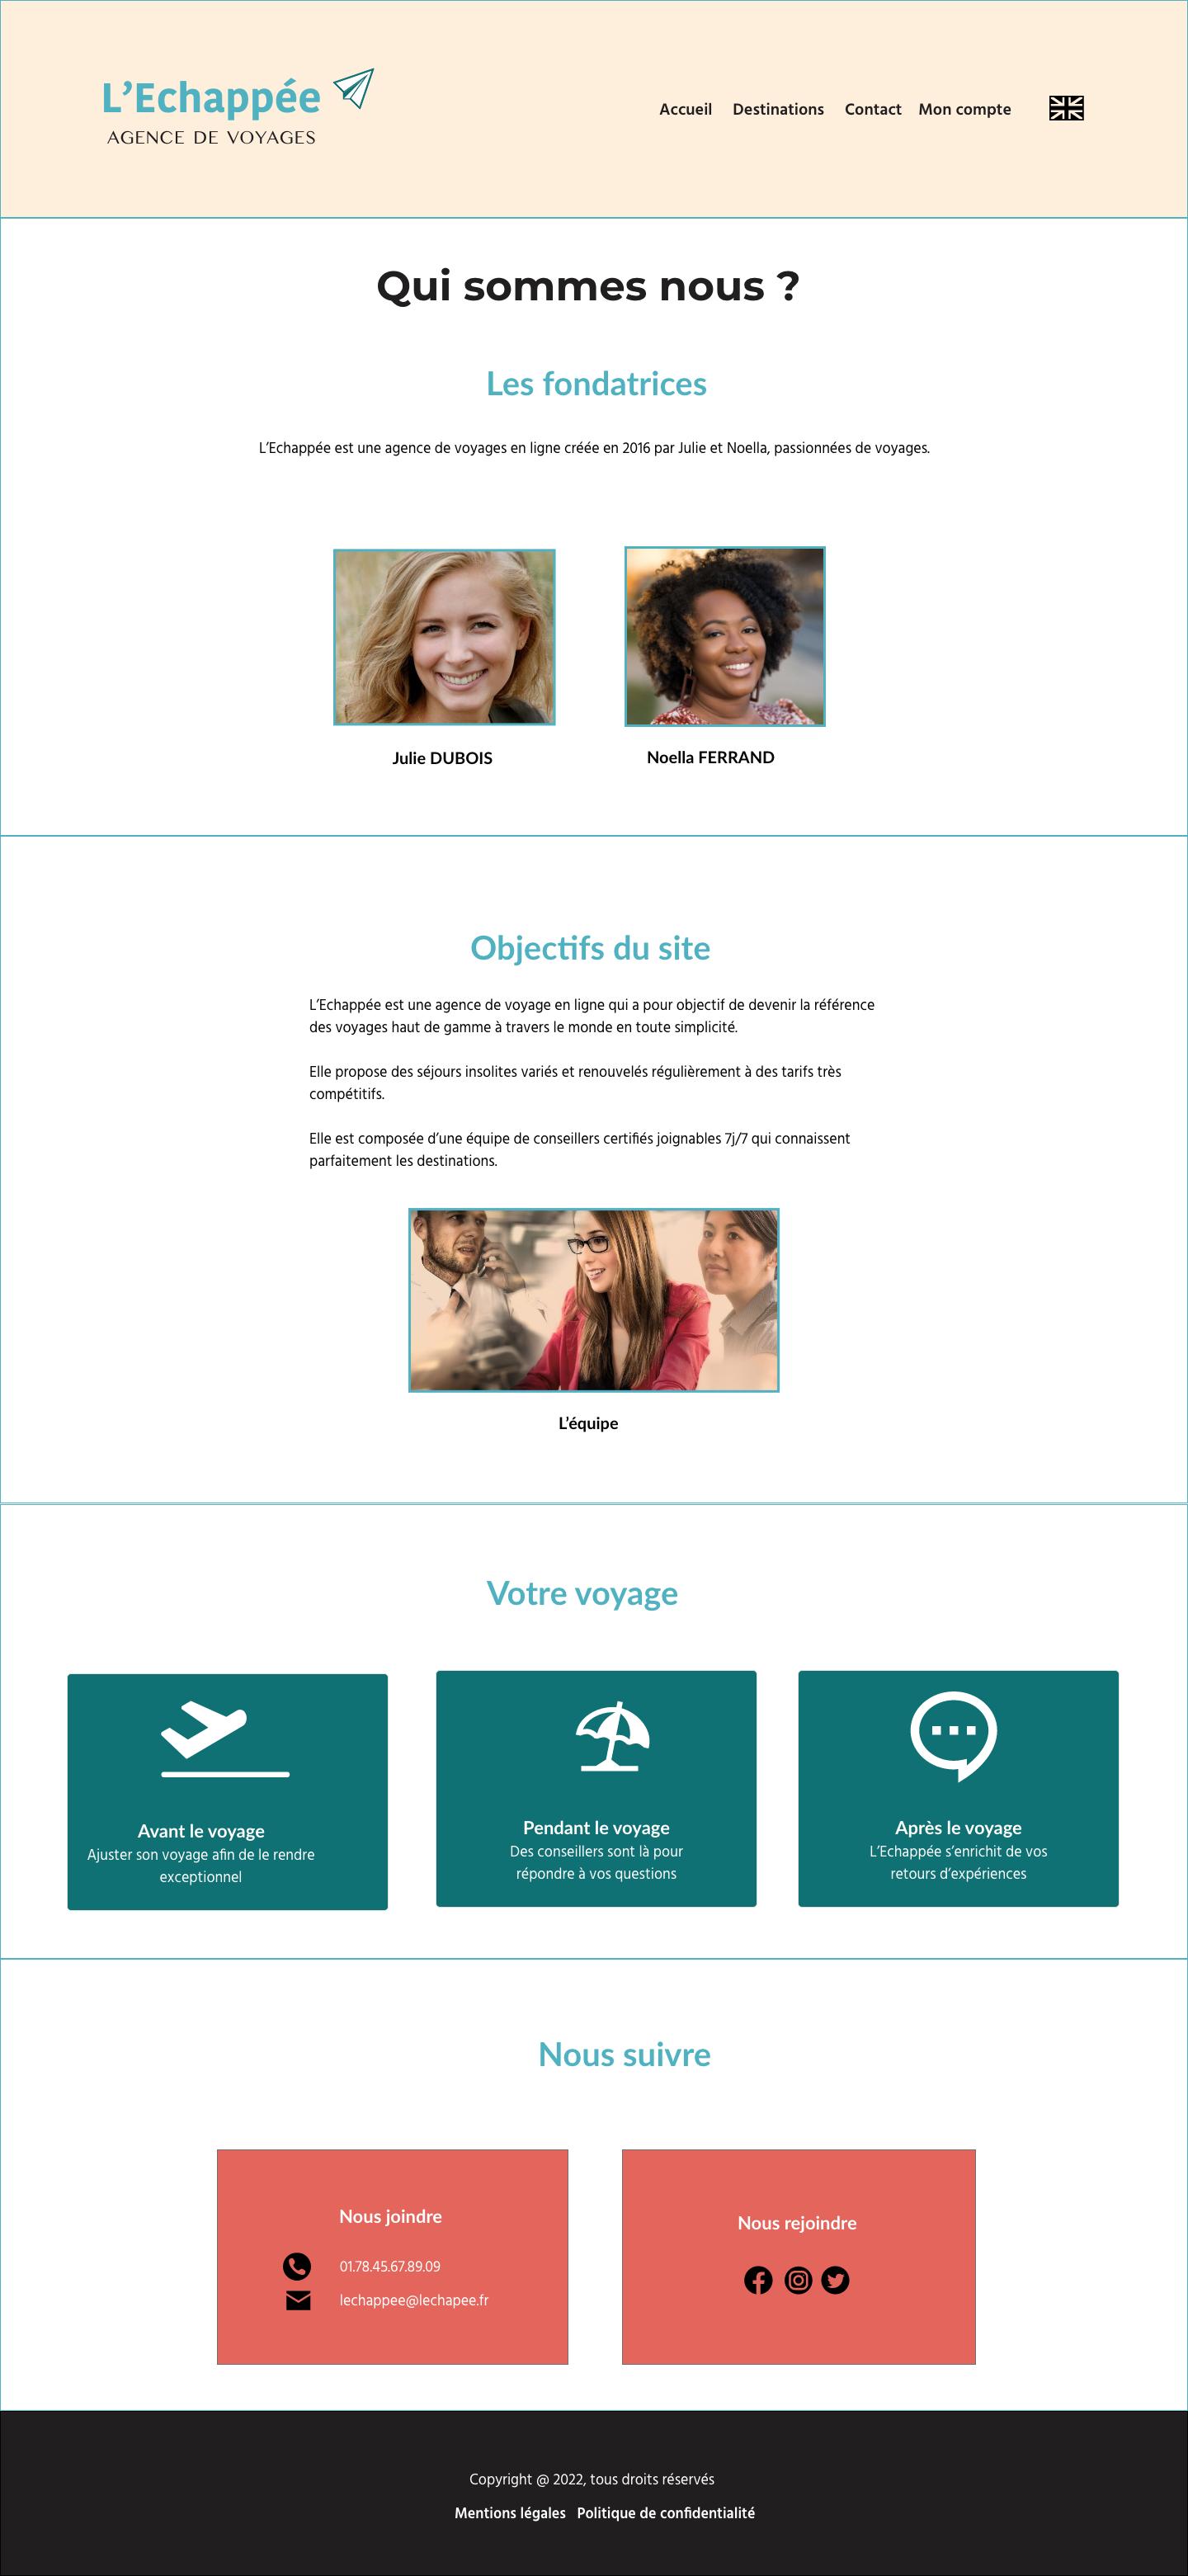 L’Echappée
AGENCE DE VOYAGES
Accueil Destinations Contact Mon compte
Qui sommes nous ?
Les fondatrices
L’Echappée est une agence de voyages en ligne créée en 2016 par Julie et Noella, passionnées de voyages.
Julie DUBOIS
Noella FERRAND
Objectifs du site
L’Echappée est une agence de voyage en ligne qui a pour objectif de devenir la référence
des voyages haut de gamme à travers le monde en toute simplicité.
Elle propose des séjours insolites variés et renouvelés régulièrement à des tarifs très
compétitifs.
Elle est composée d’une équipe de conseillers certifiés joignables 7j/7 qui connaissent
parfaitement les destinations.
L’équipe
Votre voyage
Avant le voyage
Ajuster son voyage afin de le rendre
exceptionnel
Pendant le voyage
Des conseillers sont là pour
répondre à vos questions
Après le voyage
L’Echappée s’enrichit de vos
retours d’expériences
Nous suivre
Nous joindre
01.78.45.67.89.09
lechappee@lechapee.fr
Nous rejoindre
Copyright @ 2022, tous droits réservés
Mentions légales Politique de confidentialité